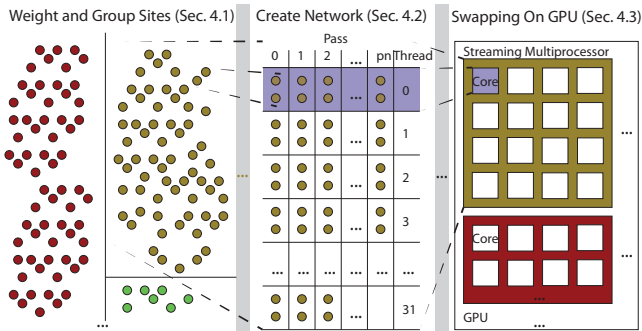 Weight and Group Sites (Sec. 4.1)
Create Network (Sec. 4.2)
Swapping On GPU (Sec. 4.3)
Pass
0 1 2 ... pn Thread
0
1
...
2
...
3
...
... ... ... ... ...
31
...
...
...
...
Streaming Multiprocessor
Core
...
Core
...
...
GPU
...